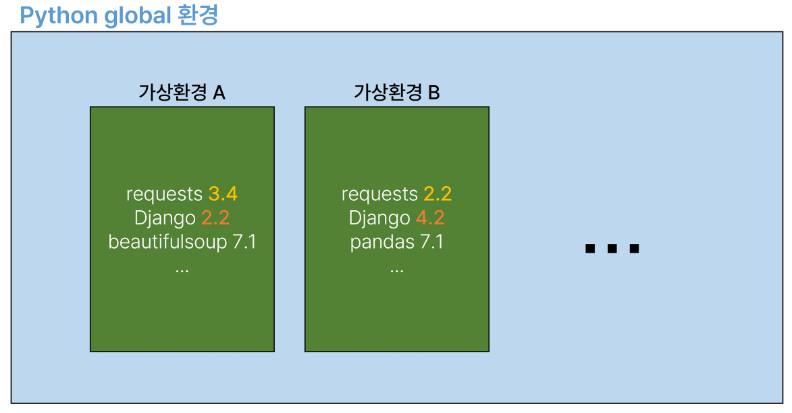 Python global 환경
가상환경 A
requests 3.4
Django 2.2
beautifulsoup 7.1
...
가상환경 B
requests 2.2
Django 4.2
pandas 7.1
...
...